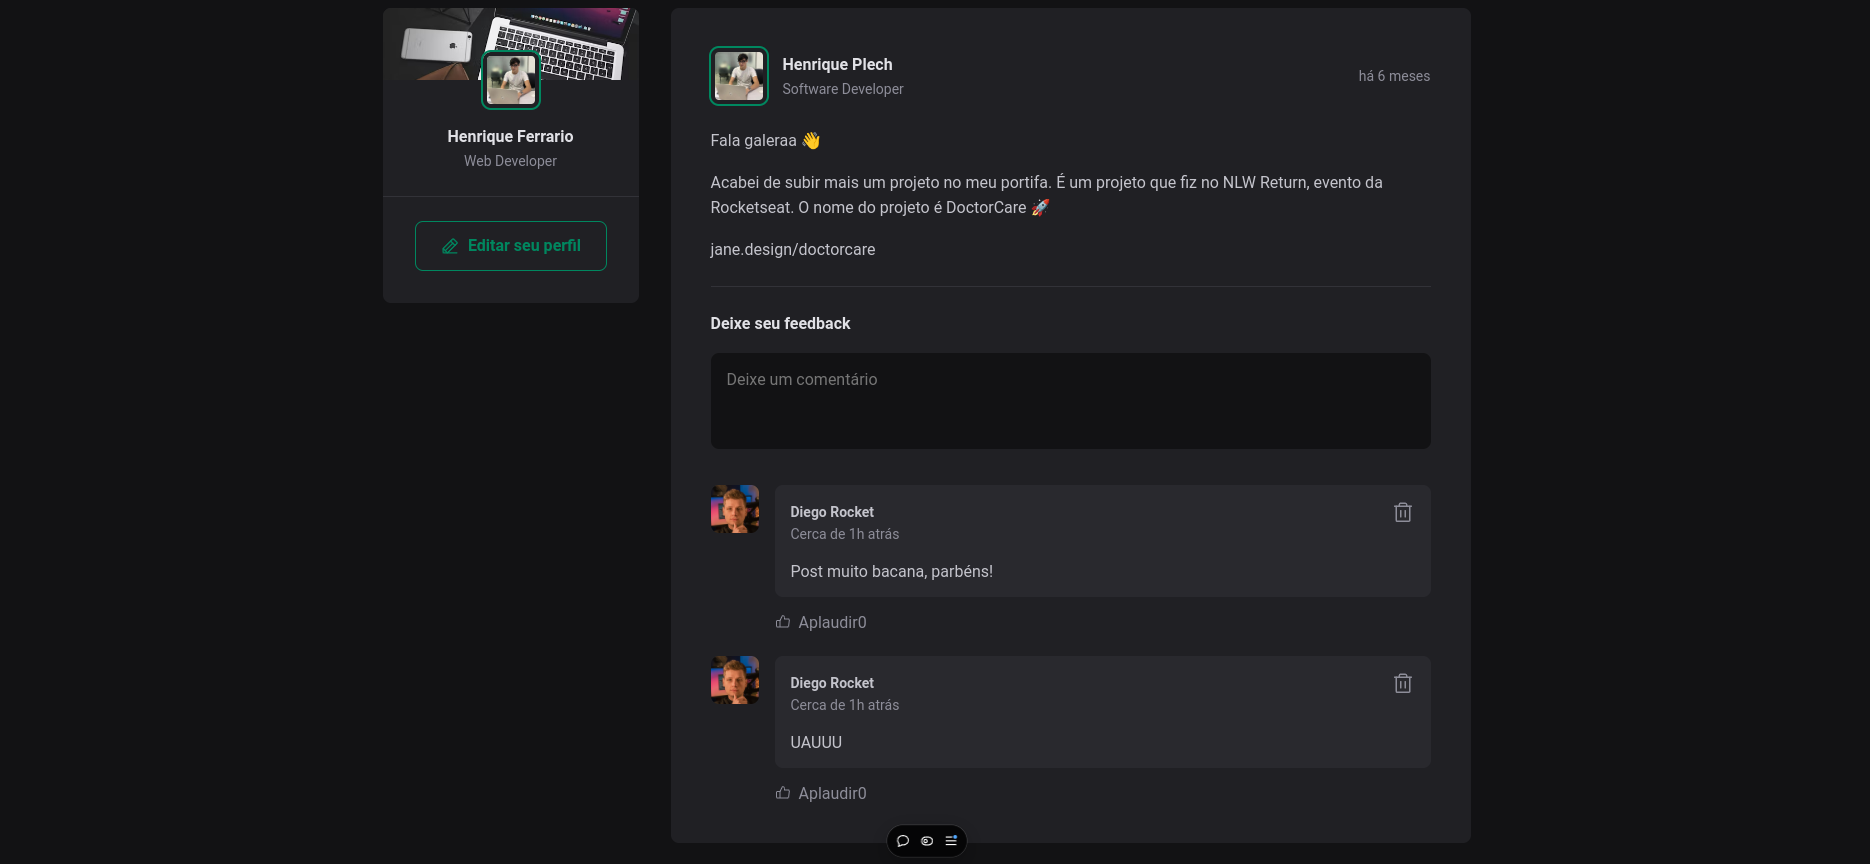 Henrique Ferrario
Web Developer
Editar seu perfil
Henrique Plech
Software Developer
há 6 meses
Fala galeraa 👋
Acabei de subir mais um projeto no meu portifa. É um projeto que fiz no NLW Return, evento da
Rocketseat. O nome do projeto é DoctorCare 🚀
jane.design/doctorcare
Deixe seu feedback
Deixe um comentário
Diego Rocket
Cerca de 1h atrás
Post muito bacana, parbéns!
Aplaudir0
Diego Rocket
Cerca de 1h atrás
UAUUU
Aplaudir0